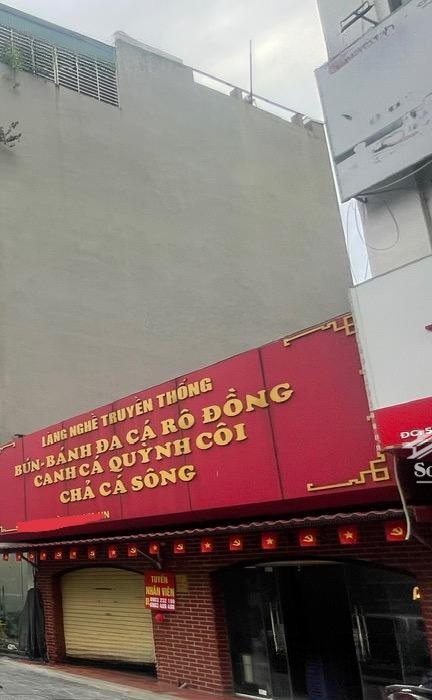 LÀNG NGHỀ TRUYỀN THỐNG
BÚN-BÁNH ĐA CÁ RÔ ĐỒNG
CANH CÁ QUỲNH CÔI
CHẢ CÁ SÔNG
TUYỂN
NHÂN VIÊN
ĐC: